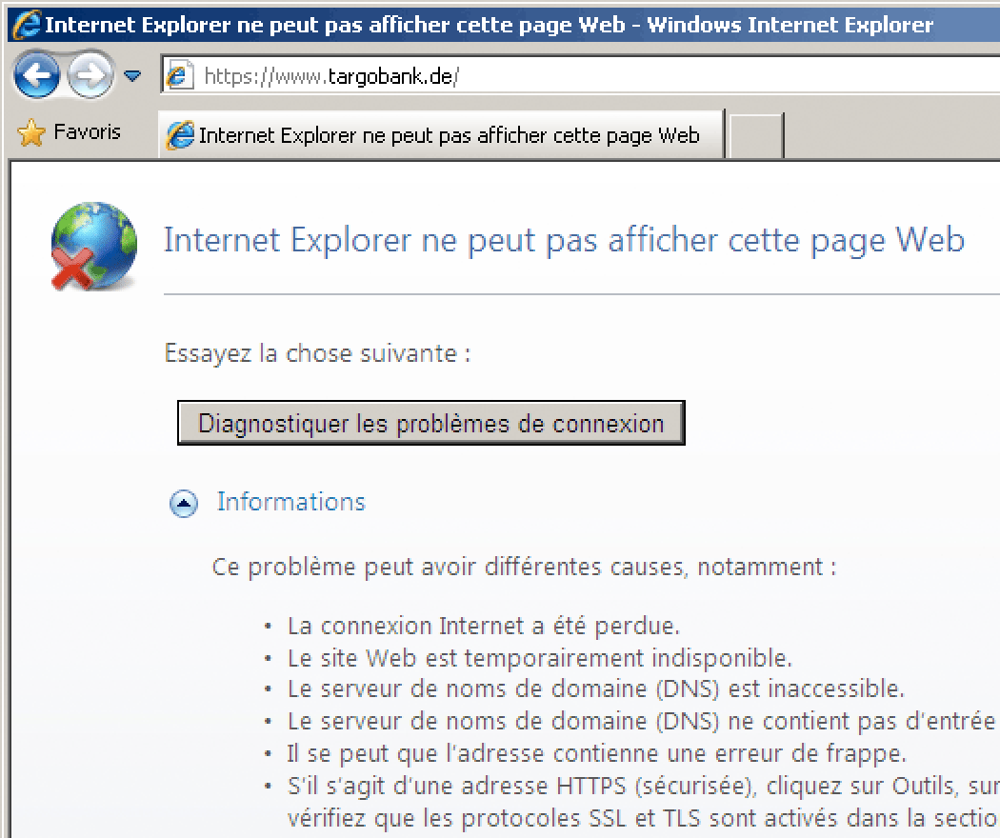 Internet Explorer ne peut pas afficher cette page Web - Windows Internet Explorer
https://www.targobank.de/
Favoris
Internet Explorer ne peut pas afficher cette page Web
Internet Explorer ne peut pas afficher cette page Web
Essayez la chose suivante :
Diagnostiquer les problèmes de connexion
Informations
Ce problème peut avoir différentes causes, notamment :
• La connexion Internet a été perdue.
• Le site Web est temporairement indisponible.
• Le serveur de noms de domaine (DNS) est inaccessible.
• Le serveur de noms de domaine (DNS) ne contient pas d'entrée
• Il se peut que l'adresse contienne une erreur de frappe.
• S'il s'agit d'une adresse HTTPS (sécurisée), cliquez sur Outils, sur
vérifiez que les protocoles SSL et TLS sont activés dans la sectio